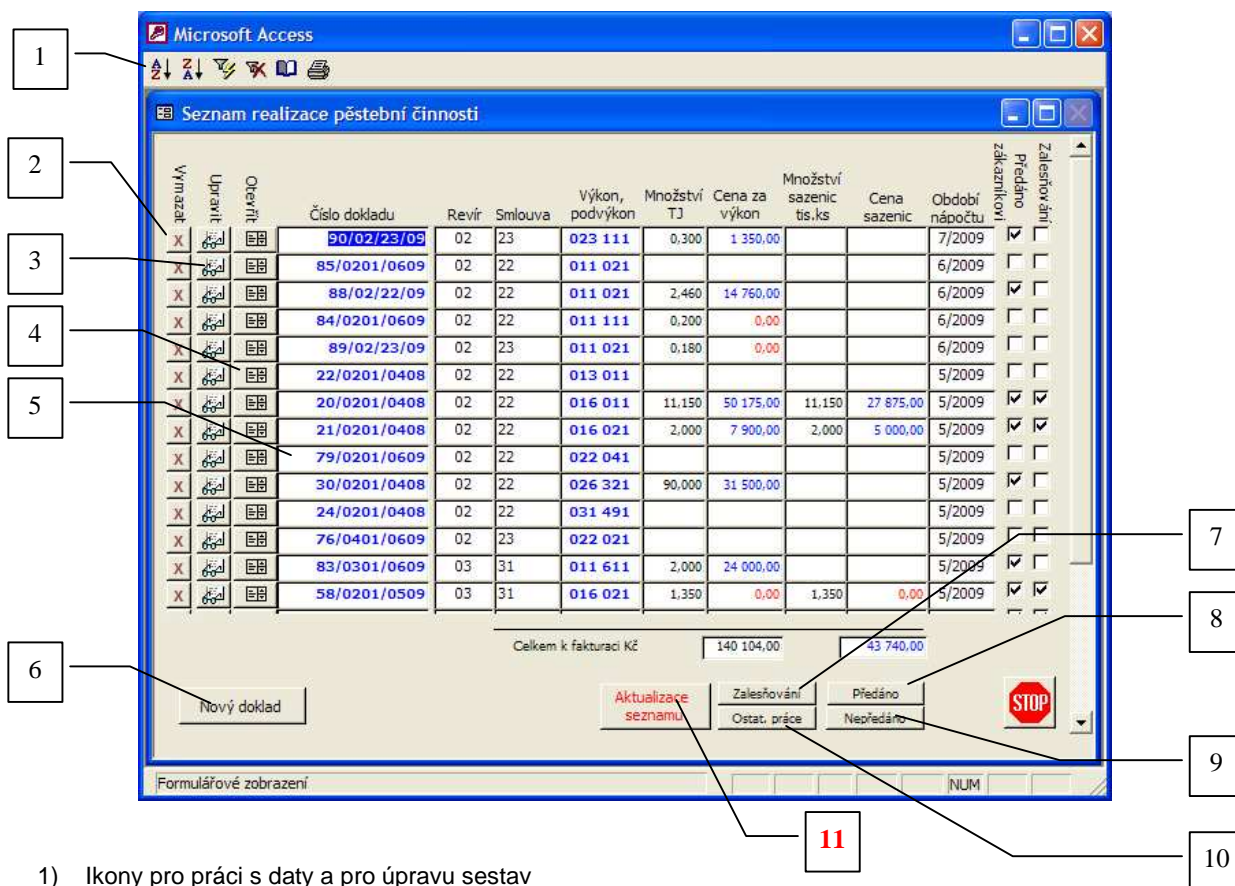 Microsoft Access
Seznam realizace pěstební činnosti
Vymazat
Upravit
Otevřít
Číslo dokladu
Revír
Smlouva
Výkon,
podvýkon
Množství
TJ
Cena za
výkon
Množství
sazenic
tis.ks
Cena
sazenic
Období
nápočtu
Předáno
zákazníkovi
Zalesňování
X 90/02/23/09 02 23 023 111 0,300 1 350,00 7/2009
X 85/0201/0609 02 22 011 021 6/2009
X 88/02/22/09 02 22 011 021 2,460 14 760,00 6/2009
X 84/0201/0609 02 22 011 111 0,200 0,00 6/2009
X 89/02/23/09 02 23 011 021 0,180 0,00 6/2009
X 22/0201/0408 02 22 013 011 5/2009
X 20/0201/0408 02 22 016 011 11,150 50 175,00 11,150 27 875,00 5/2009
X 21/0201/0408 02 22 016 021 2,000 7 900,00 2,000 5 000,00 5/2009
X 79/0201/0609 02 22 022 041 5/2009
X 30/0201/0408 02 22 026 321 90,000 31 500,00 5/2009
X 24/0201/0408 02 22 031 491 5/2009
X 76/0401/0609 02 23 022 021 5/2009
X 83/0301/0609 03 31 011 611 2,000 24 000,00 5/2009
X 58/0201/0509 03 31 016 021 1,350 0,00 1,350 0,00 5/2009
Celkem k fakturaci Kč 140 104,00 43 740,00
Nový doklad
Aktualizace
seznamu
Zalesňování
Předáno
Ostat. práce
Nepředáno
STOP
Formulářové zobrazení
NUM
1
2
3
4
5
6
7
8
9
10
11
1) Ikony pro práci s daty a pro úpravu sestav